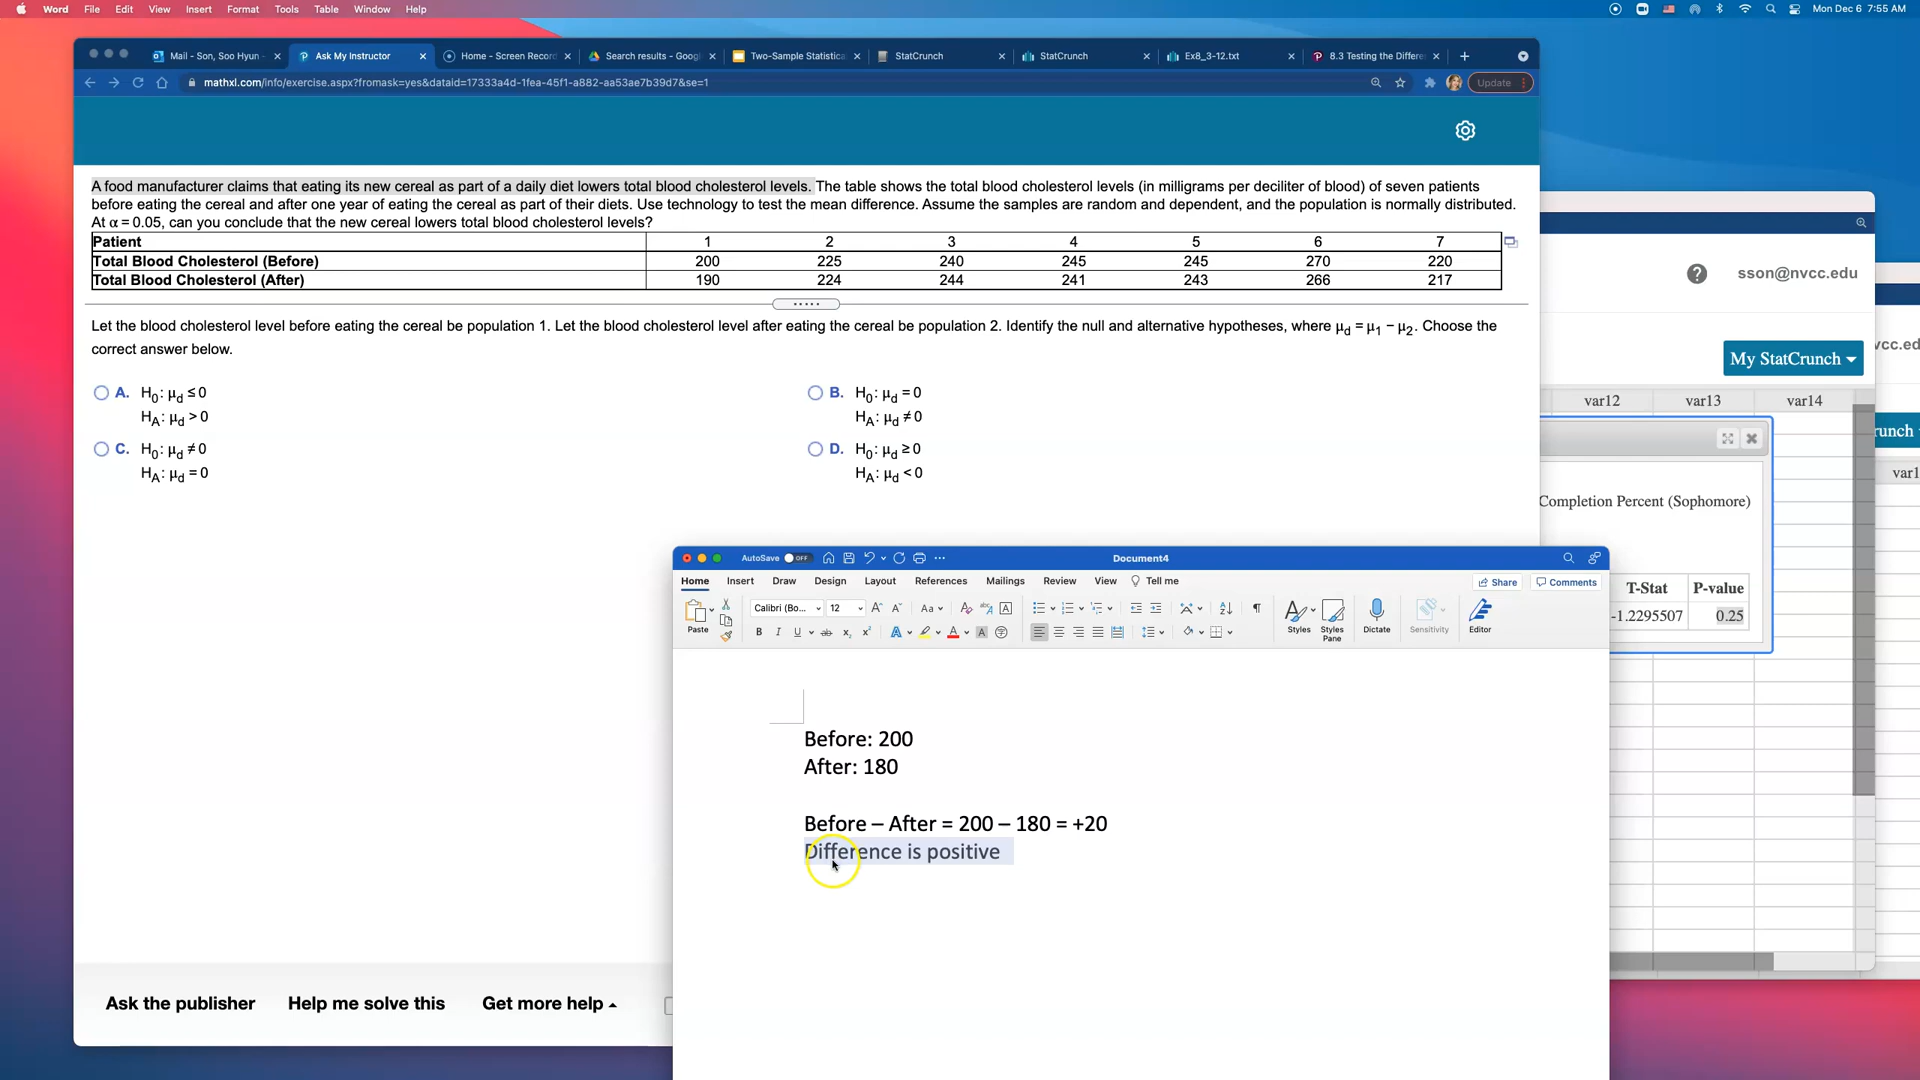 Word File Edit View Insert Format Tools Table Window Help Mon Dec 6 7:55 AM
Mail - Son, Soo Hyun - Ask My Instructor Home - Screen Record Search results - Google Two-Sample Statistica StatCrunch StatCrunch Ex8_3-12.txt 8.3 Testing the Differe
mathxl.com/info/exercise.aspx?fromask=yes&dataid=17333a4d-1fea-45f1-a882-aa53ae7b39d7&se=1 Update
A food manufacturer claims that eating its new cereal as part of a daily diet lowers total blood cholesterol levels. The table shows the total blood cholesterol levels (in milligrams per deciliter of blood) of seven patients
before eating the cereal and after one year of eating the cereal as part of their diets. Use technology to test the mean difference. Assume the samples are random and dependent, and the population is normally distributed.
At α = 0.05, can you conclude that the new cereal lowers total blood cholesterol levels?
Patient 1 2 3 4 5 6 7
Total Blood Cholesterol (Before) 200 225 240 245 245 270 220
Total Blood Cholesterol (After) 190 224 244 241 243 266 217
Let the blood cholesterol level before eating the cereal be population 1. Let the blood cholesterol level after eating the cereal be population 2. Identify the null and alternative hypotheses, where μd = μ1 − μ2. Choose the
correct answer below.
A. H0: μd ≤ 0
HA: μd > 0
B. H0: μd = 0
HA: μd ≠ 0
C. H0: μd ≠ 0
HA: μd = 0
D. H0: μd ≥ 0
HA: μd < 0
sson@nvcc.edu
My StatCrunch
vcc.ed
var12 var13 var14
runch
var1
Completion Percent (Sophomore)
T-Stat P-value
-1.2295507 0.25
AutoSave OFF Document4
Home Insert Draw Design Layout References Mailings Review View Tell me Share Comments
Calibri (Bo... 12
Paste Styles Styles Pane Dictate Sensitivity Editor
Before: 200
After: 180
Before – After = 200 – 180 = +20
Difference is positive
Ask the publisher Help me solve this Get more help